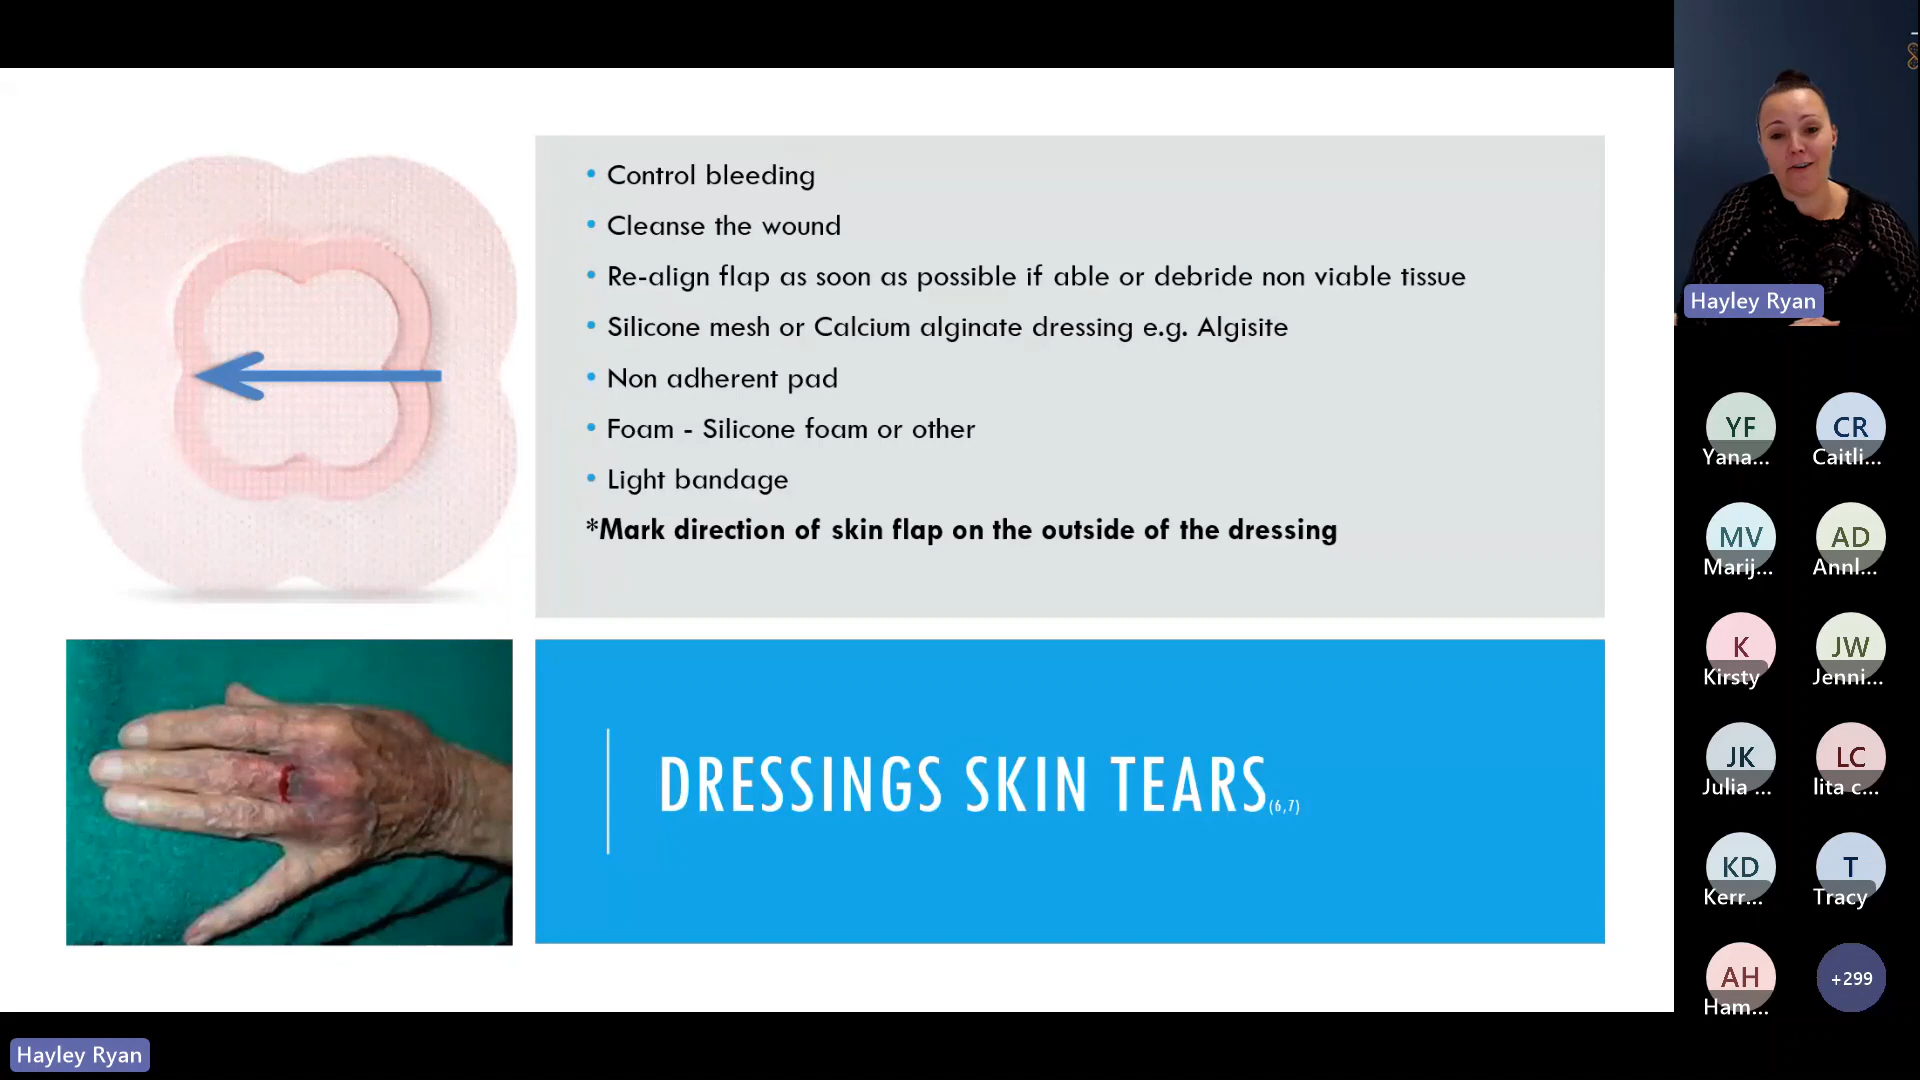 • Control bleeding
• Cleanse the wound
• Re-align flap as soon as possible if able or debride non viable tissue
• Silicone mesh or Calcium alginate dressing e.g. Algisite
• Non adherent pad
• Foam - Silicone foam or other
• Light bandage
*Mark direction of skin flap on the outside of the dressing
DRESSINGS SKIN TEARS(6,7)
Hayley Ryan
YF
Yana...
CR
Caitli...
MV
Marij...
AD
Annl...
K
Kirsty
JW
Jenni...
JK
Julia ...
LC
lita c...
KD
Kerr...
T
Tracy
AH
Ham...
+299
Hayley Ryan